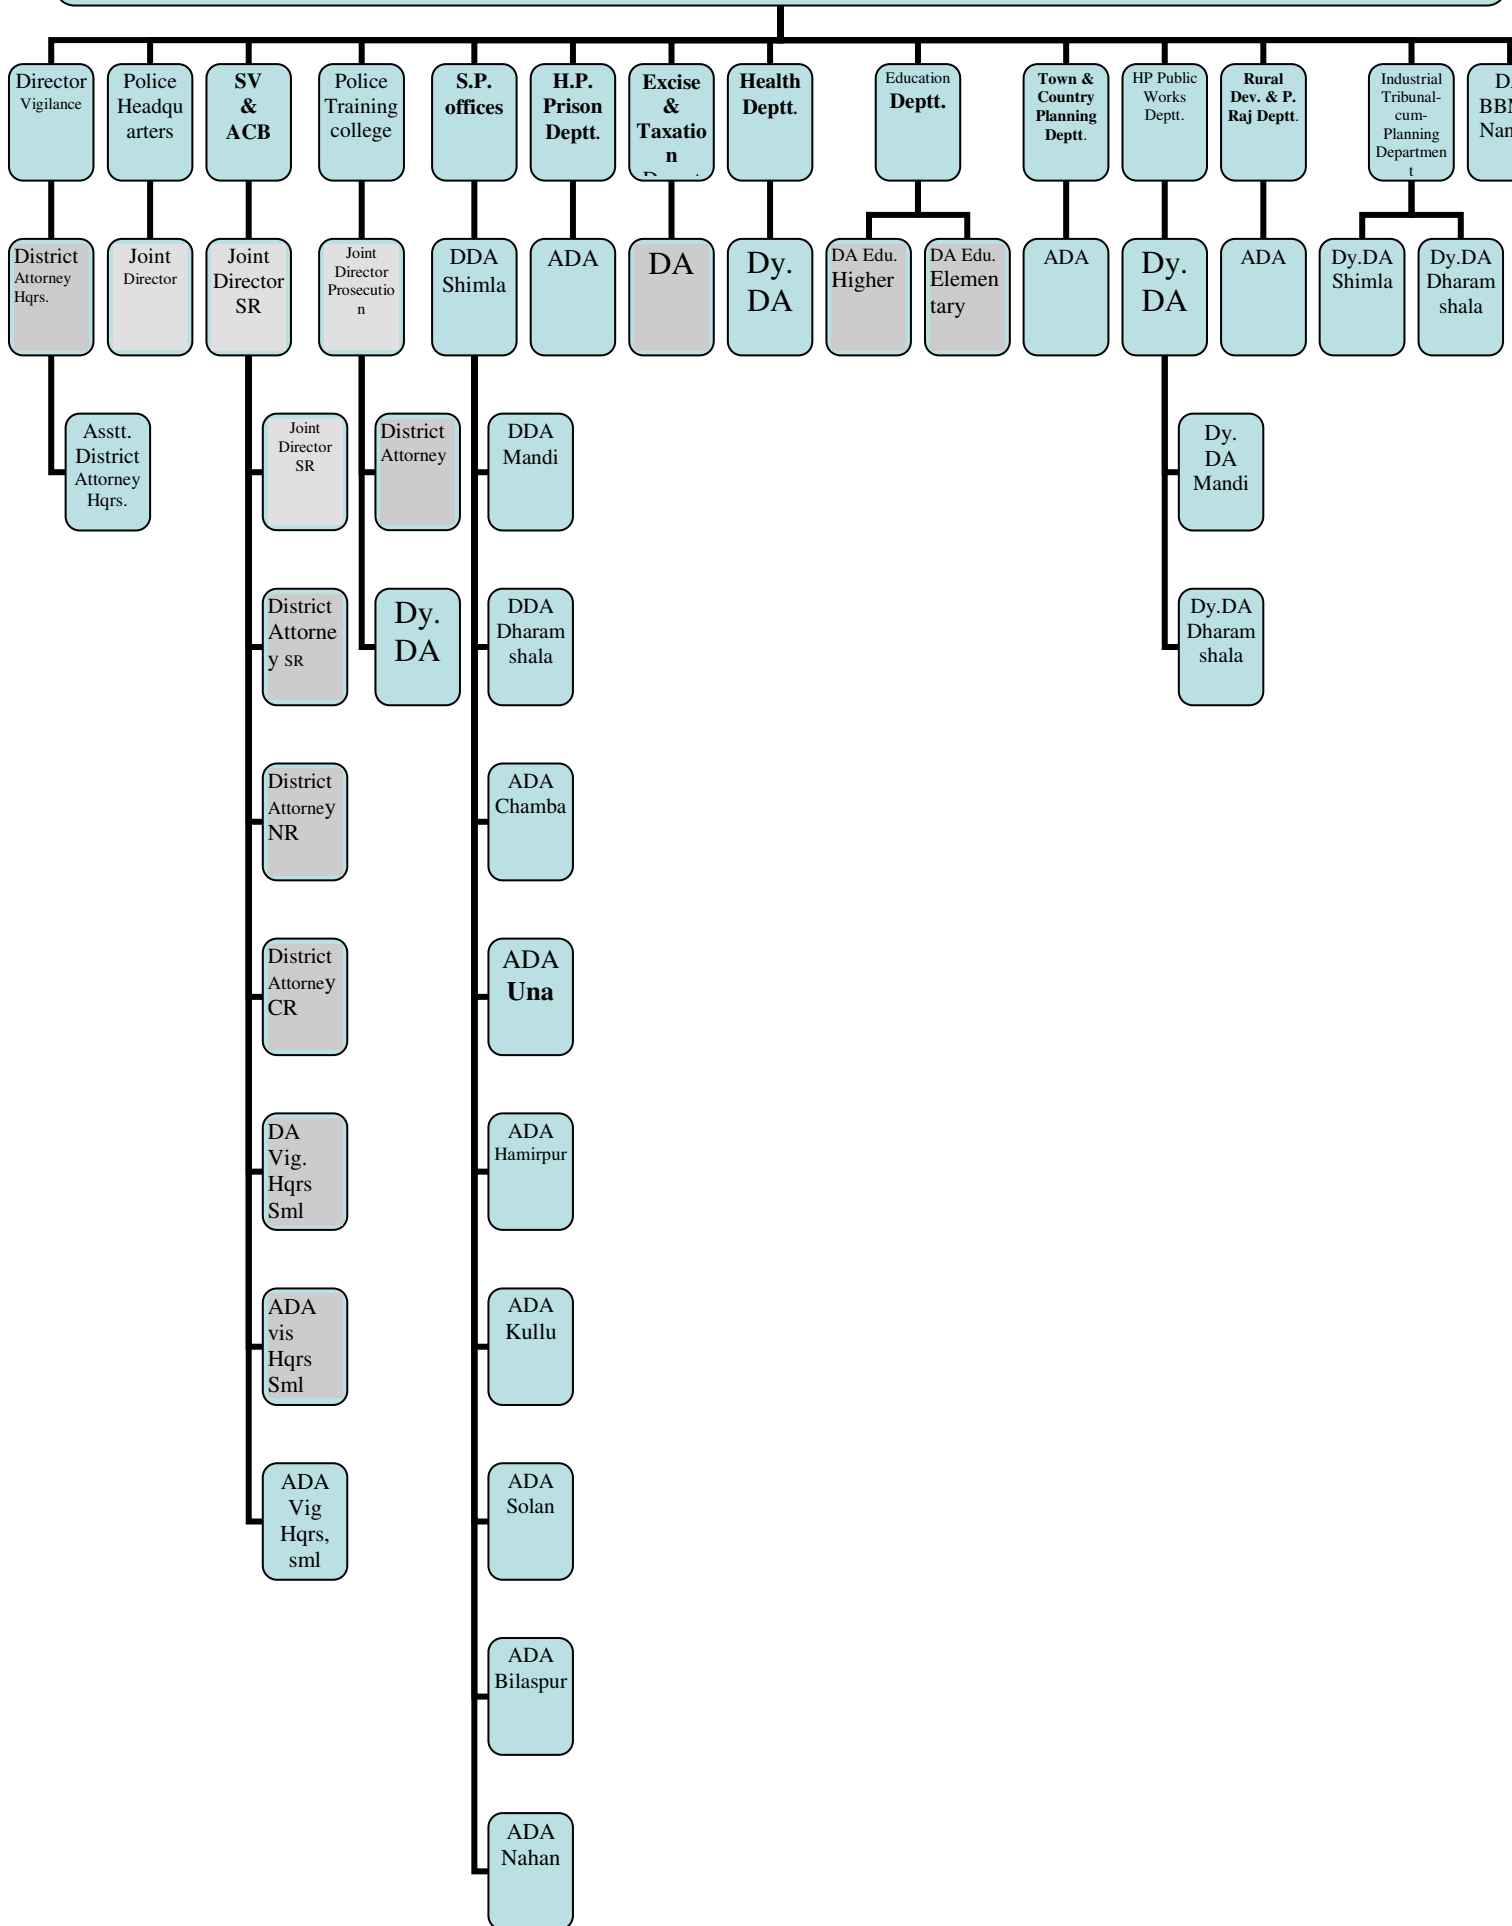 Director
Vigilance
Police
Headqu
arters
SV
&
ACB
Police
Training
college
S.P.
offices
H.P.
Prison
Deptt.
Excise
&
Taxatio
n
Health
Deptt.
Education
Deptt.
Town &
Country
Planning
Deptt.
HP Public
Works
Deptt.
Rural
Dev. & P.
Raj Deptt.
Industrial
Tribunal-
cum-
Planning
Departmen
t
District
Attorney
Hqrs.
Joint
Director
Joint
Director
SR
Joint
Director
Prosecutio
n
DDA
Shimla
ADA
DA
Dy.
DA
DA Edu.
Higher
DA Edu.
Elemen
tary
ADA
Dy.
DA
ADA
Dy.DA
Shimla
Dy.DA
Dharam
shala
Asstt.
District
Attorney
Hqrs.
Joint
Director
SR
District
Attorney
DDA
Mandi
Dy.
DA
Mandi
District
Attorne
y SR
Dy.
DA
DDA
Dharam
shala
Dy.DA
Dharam
shala
District
Attorney
NR
ADA
Chamba
District
Attorney
CR
ADA
Una
DA
Vig.
Hqrs
Sml
ADA
Hamirpur
ADA
vis
Hqrs
Sml
ADA
Kullu
ADA
Vig
Hqrs,
sml
ADA
Solan
ADA
Bilaspur
ADA
Nahan